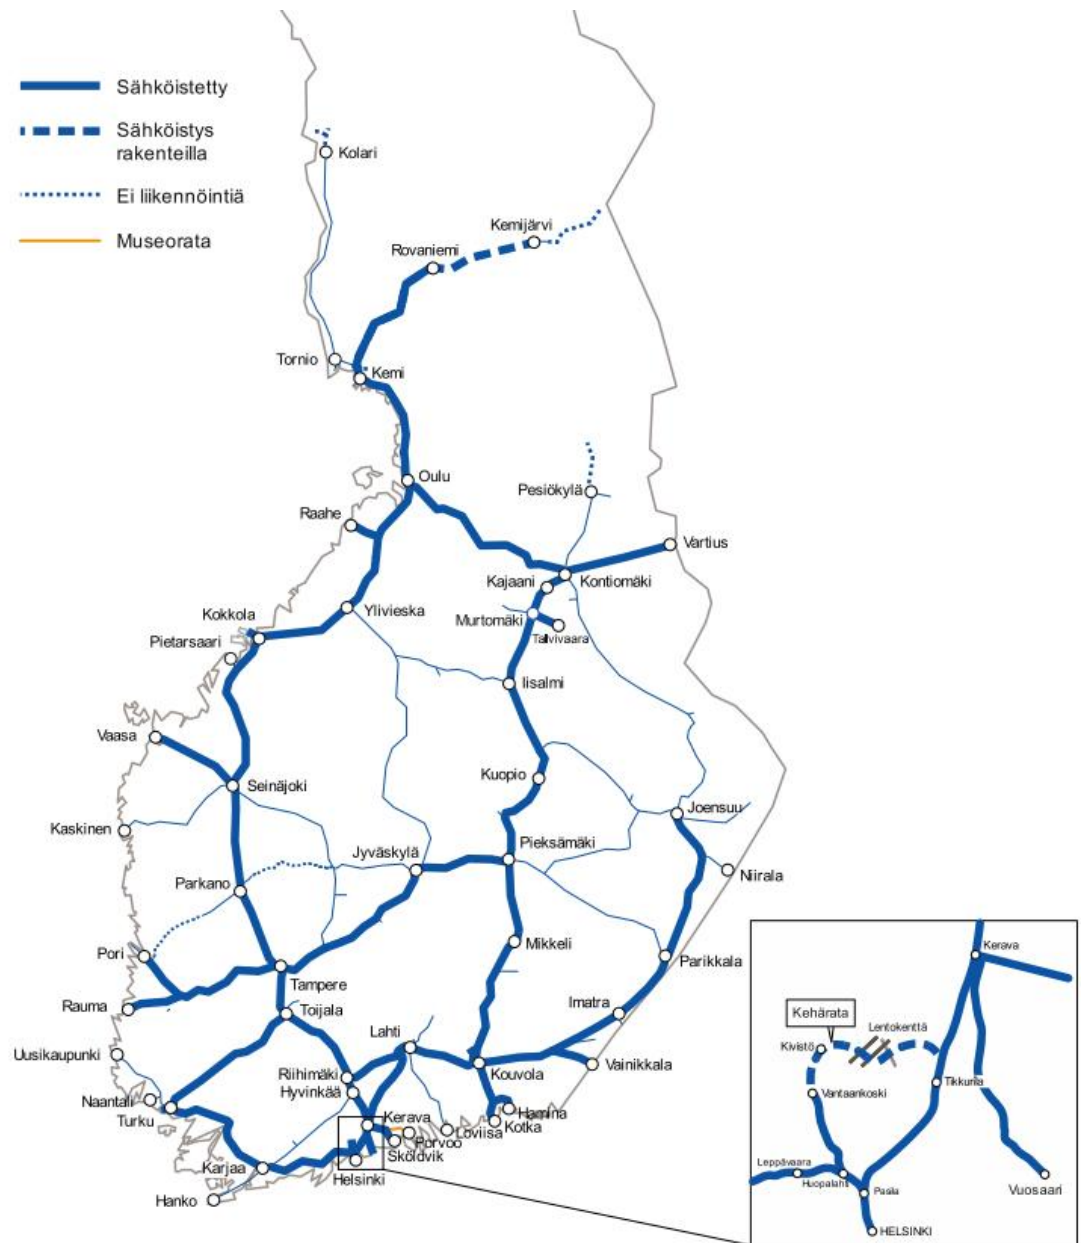 Sähköistetty
Sähköistys
rakenteilla
Ei liikennöintiä
Museorata
Kolari
Kemijärvi
Rovaniemi
Tornio
Kemi
Oulu
Pesiökylä
Raahe
Vartius
Kajaani
Kontiomäki
Kokkola
Ylivieska
Murtomäki
Talvivaara
Pietarsaari
Iisalmi
Vaasa
Kuopio
Seinäjoki
Joensuu
Kaskinen
Pieksämäki
Jyväskylä
Niirala
Parkano
Mikkeli
Pori
Parikkala
Tampere
Rauma
Imatra
Toijala
Lahti
Uusikaupunki
Vainikkala
Riihimäki
Kouvola
Hyvinkää
Naantali
Hamina
Turku
Kerava
Kotka
Loviisa
Porvoo
Sköldvik
Karjaa
Helsinki
Hanko
Kerava
Kehärata
Lentokenttä
Kivistö
Tikkurila
Vantaankoski
Leppävaara
Huopalahti
Pasila
Vuosaari
HELSINKI